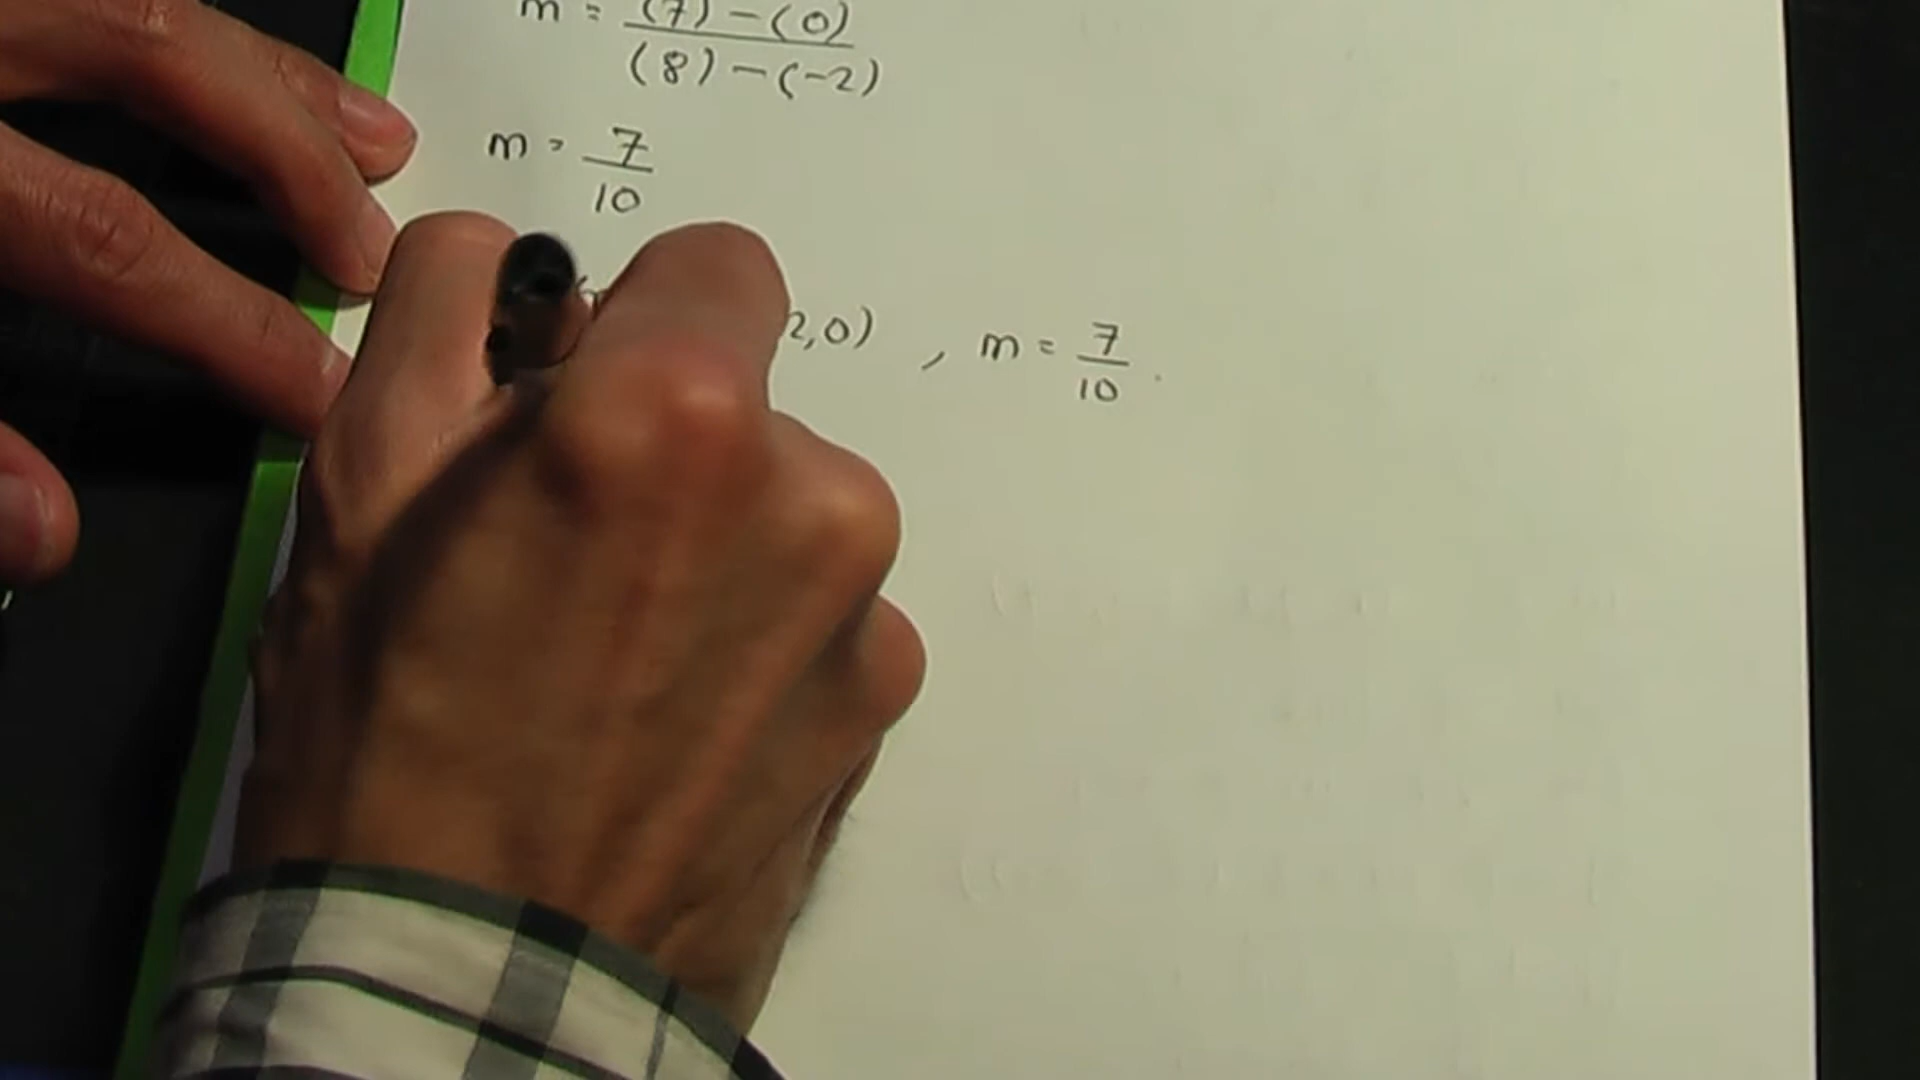 m = (7) - (0)
(8) - (-2)
m = 7
10
2,0) , m = 7
10